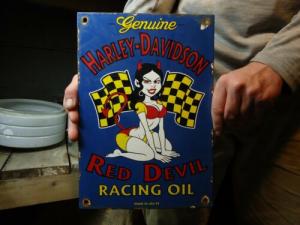 Genuine
HARLEY-DAVIDSON
RED DEVIL
RACING OIL